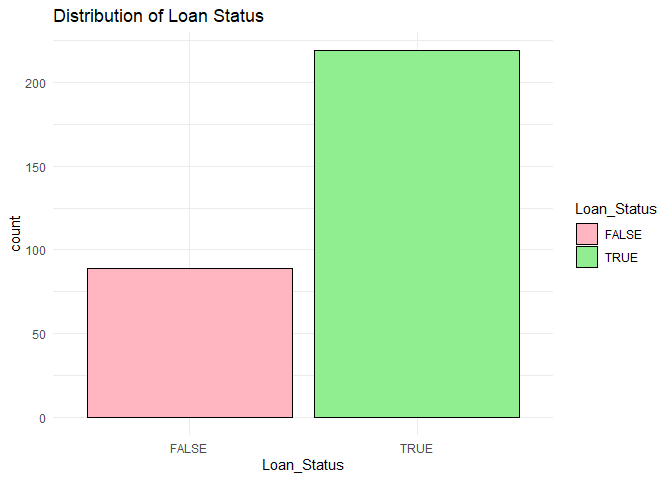 Distribution of Loan Status
count
200
150
100
50
0
FALSE
TRUE
Loan_Status
Loan_Status
FALSE
TRUE